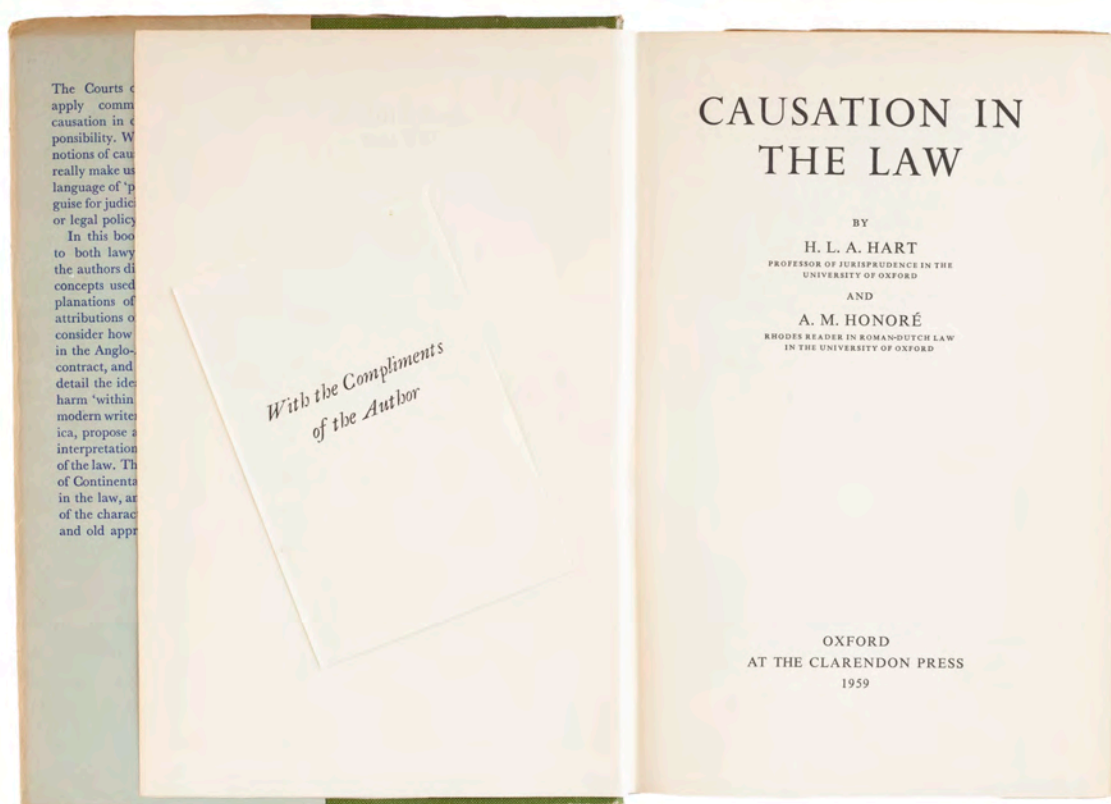 The Courts
apply comm
causation in
ponsibility. W
notions of cau
really make us
language of 'p
guise for judic
or legal policy
In this boo
to both lawy
the authors di
concepts used
planations of
attributions o
consider how
in the Anglo-
contract, and
detail the ide
harm 'within
modern write
ica, propose a
interpretation
of the law. Th
of Continenta
in the law, an
of the charac
and old appr
With the Compliments
of the Author
CAUSATION IN
THE LAW
BY
H. L. A. HART
PROFESSOR OF JURISPRUDENCE IN THE
UNIVERSITY OF OXFORD
AND
A. M. HONORÉ
RHODES READER IN ROMAN-DUTCH LAW
IN THE UNIVERSITY OF OXFORD
OXFORD
AT THE CLARENDON PRESS
1959